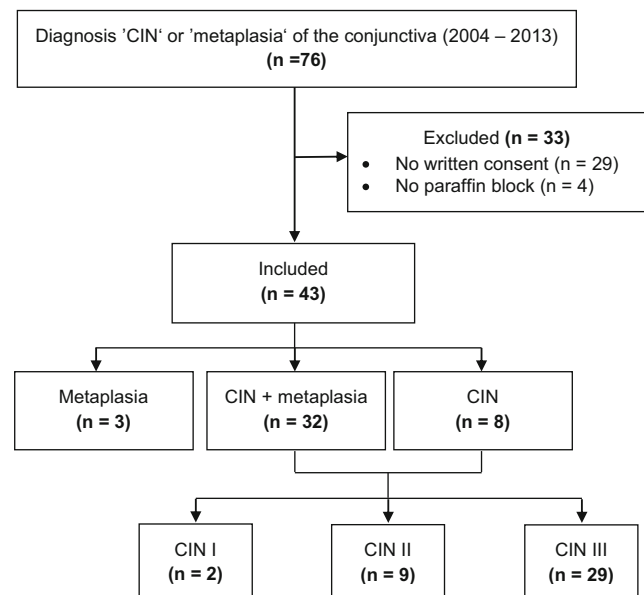 Diagnosis 'CIN‘ or 'metaplasia‘ of the conjunctiva (2004 – 2013)
(n =76)
Excluded (n = 33)
• No written consent (n = 29)
• No paraffin block (n = 4)
Included
(n = 43)
Metaplasia
(n = 3)
CIN + metaplasia
(n = 32)
CIN
(n = 8)
CIN I
(n = 2)
CIN II
(n = 9)
CIN III
(n = 29)